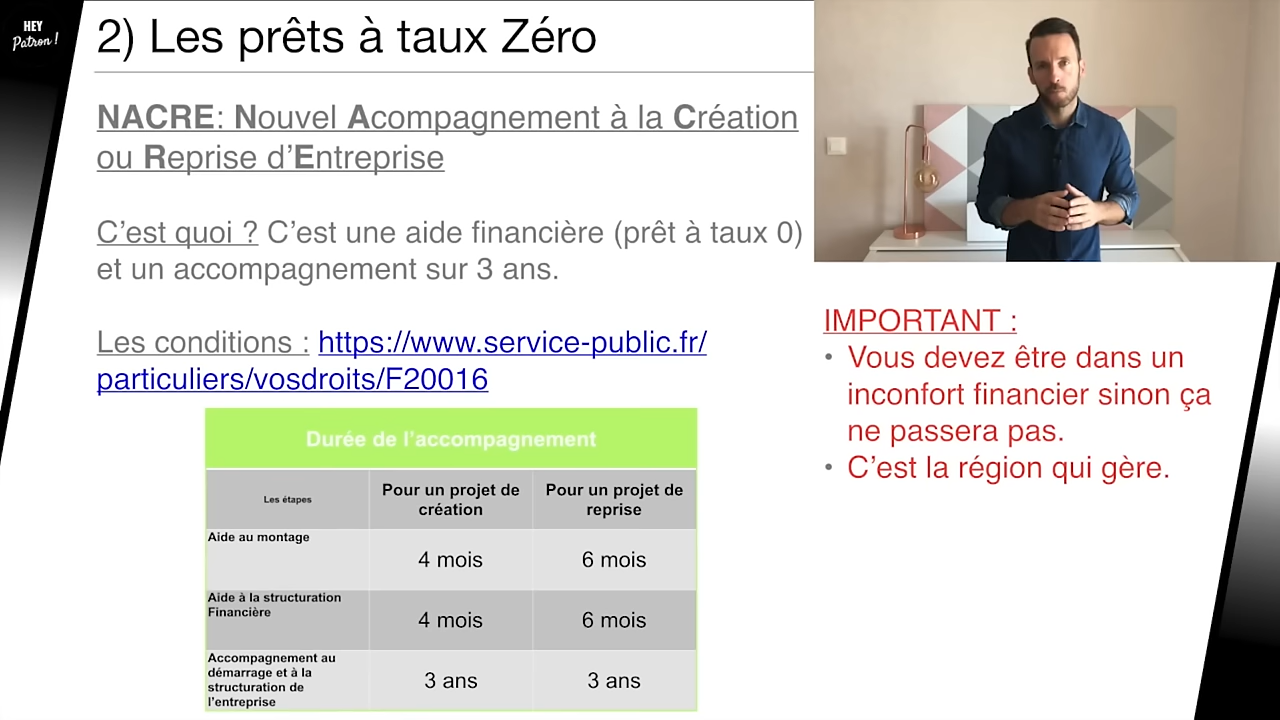 HEY
Patron !
2) Les prêts à taux Zéro
NACRE: Nouvel Acompagnement à la Création
ou Reprise d’Entreprise
C’est quoi ? C’est une aide financière (prêt à taux 0)
et un accompagnement sur 3 ans.
Les conditions : https://www.service-public.fr/
particuliers/vosdroits/F20016
Durée de l’accompagnement
Les étapes
Pour un projet de
création
Pour un projet de
reprise
Aide au montage
4 mois
6 mois
Aide à la structuration
Financière
4 mois
6 mois
Accompagnement au
démarrage et à la
structuration de
l’entreprise
3 ans
3 ans
IMPORTANT :
• Vous devez être dans un
inconfort financier sinon ça
ne passera pas.
• C’est la région qui gère.